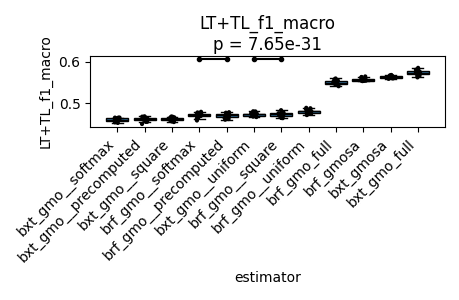 LT+TL_f1_macro
p = 7.65e-31
LT+TL_f1_macro
0.6
0.5
bxt_gmo__softmax
bxt_gmo__precomputed
bxt_gmo__square
brf_gmo__softmax
brf_gmo__precomputed
bxt_gmo__uniform
brf_gmo__square
brf_gmo__uniform
brf_gmo_full
brf_gmosa
bxt_gmosa
bxt_gmo_full
estimator